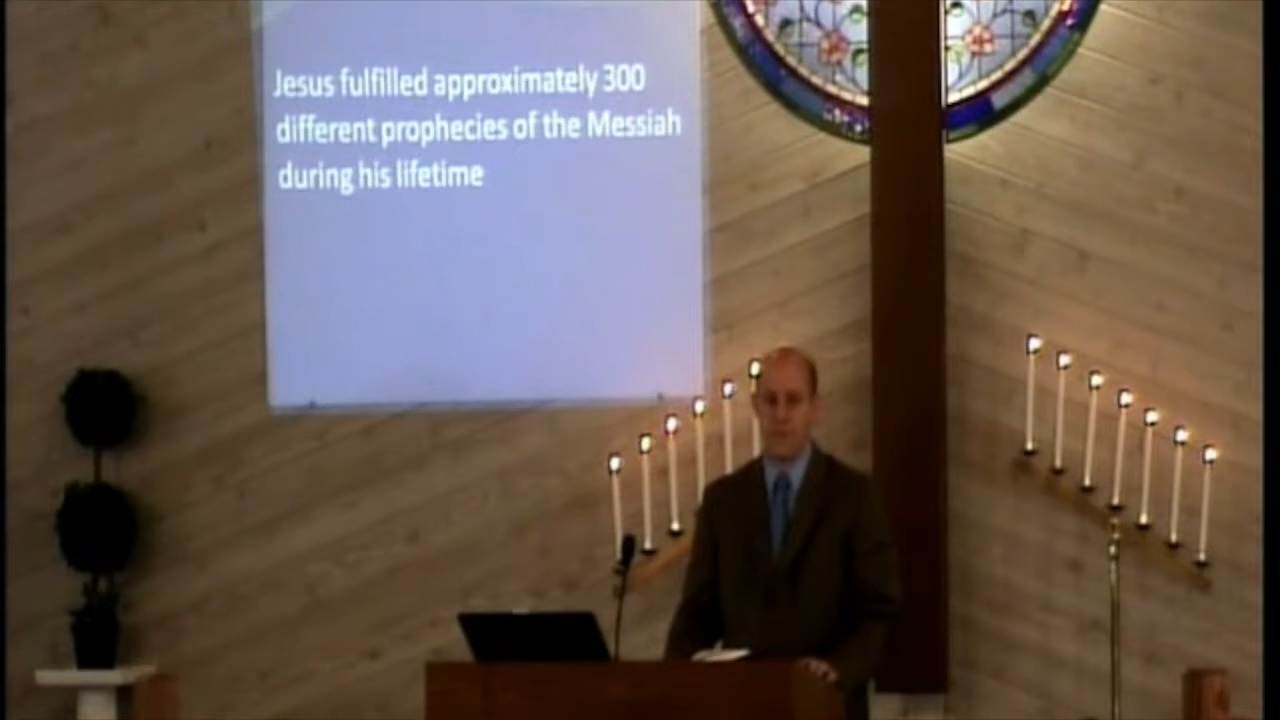 Jesus fulfilled approximately 300
different prophecies of the Messiah
during his lifetime